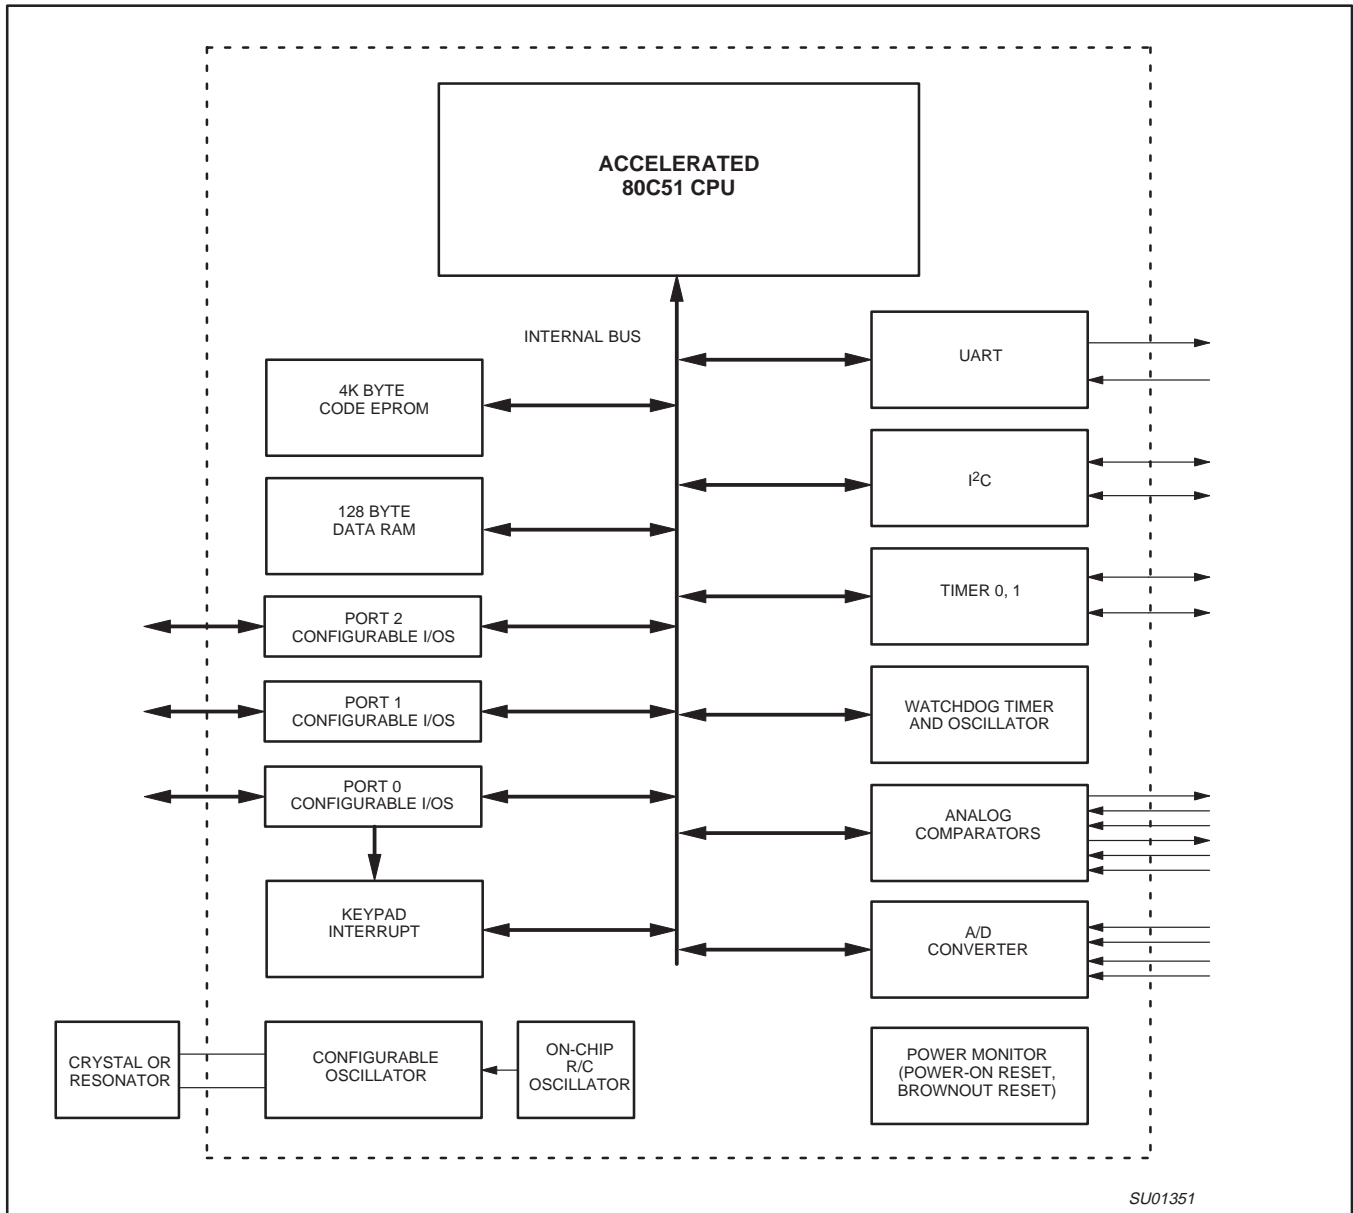 ACCELERATED
80C51 CPU
INTERNAL BUS
4K BYTE
CODE EPROM
128 BYTE
DATA RAM
PORT 2
CONFIGURABLE I/OS
PORT 1
CONFIGURABLE I/OS
PORT 0
CONFIGURABLE I/OS
KEYPAD
INTERRUPT
CRYSTAL OR
RESONATOR
CONFIGURABLE
OSCILLATOR
ON-CHIP
R/C
OSCILLATOR
UART
I²C
TIMER 0, 1
WATCHDOG TIMER
AND OSCILLATOR
ANALOG
COMPARATORS
A/D
CONVERTER
POWER MONITOR
(POWER-ON RESET,
BROWNOUT RESET)
SU01351